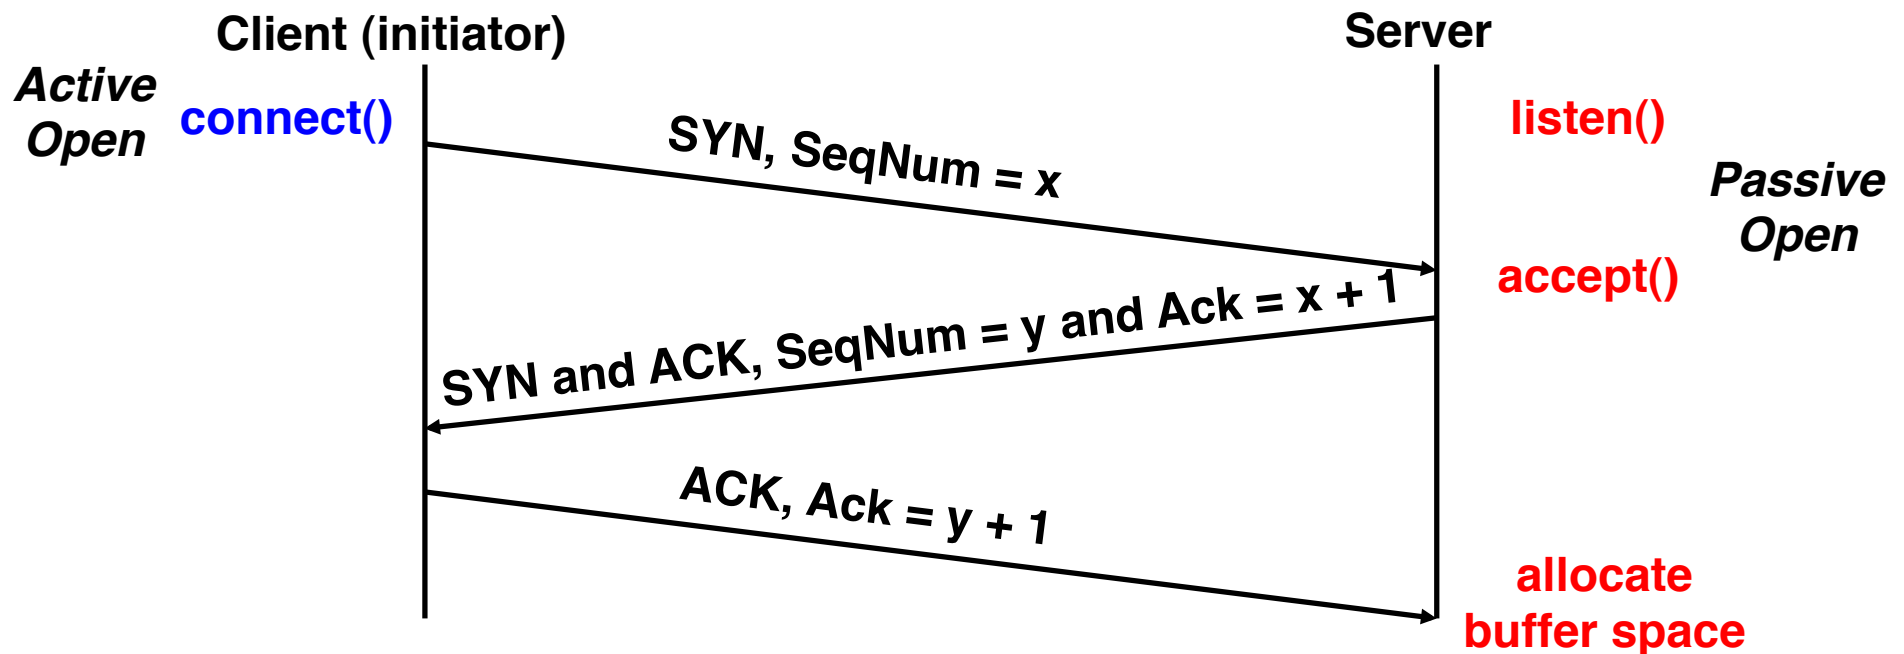 Client (initiator)
Server
Active
Open
connect()
listen()
SYN, SeqNum = x
Passive
Open
accept()
SYN and ACK, SeqNum = y and Ack = x + 1
ACK, Ack = y + 1
allocate
buffer space